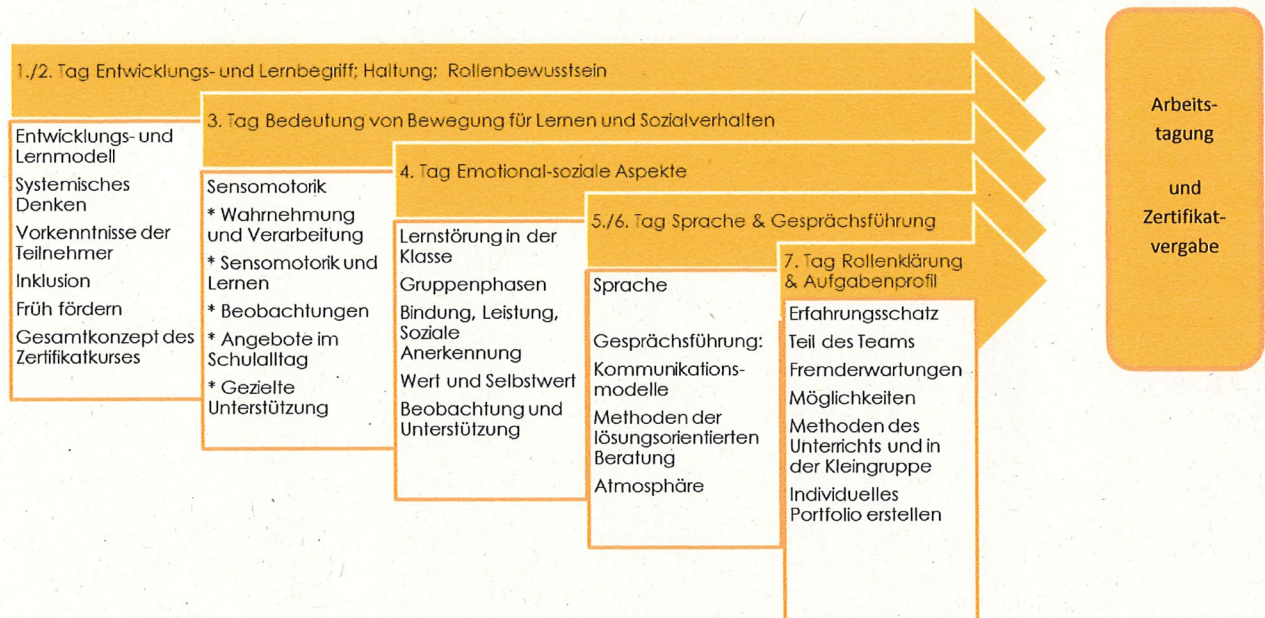 1./2. Tag Entwicklungs- und Lernbegriff; Haltung; Rollenbewusstsein
Entwicklungs- und
Lernmodell
Systemisches
Denken
Vorkenntnisse der
Teilnehmer
Inklusion
Früh fördern
Gesamtkonzept des
Zertifikatkurses
3. Tag Bedeutung von Bewegung für Lernen und Sozialverhalten
Sensomotorik
* Wahrnehmung
und Verarbeitung
* Sensomotorik und
Lernen
* Beobachtungen
* Angebote im
Schulalltag
* Gezielte
Unterstützung
4. Tag Emotional-soziale Aspekte
Lernstörung in der
Klasse
Gruppenphasen
Bindung, Leistung,
Soziale
Anerkennung
Wert und Selbstwert
Beobachtung und
Unterstützung
5./6. Tag Sprache & Gesprächsführung
Sprache
Gesprächsführung:
Kommunikations-
modelle
Methoden der
lösungsorientierten
Beratung
Atmosphäre
7. Tag Rollenklärung
& Aufgabenprofil
Erfahrungsschatz
Teil des Teams
Fremderwartungen
Möglichkeiten
Methoden des
Unterrichts und in
der Kleingruppe
Individuelles
Portfolio erstellen
Arbeits-
tagung
und
Zertifikat-
vergabe